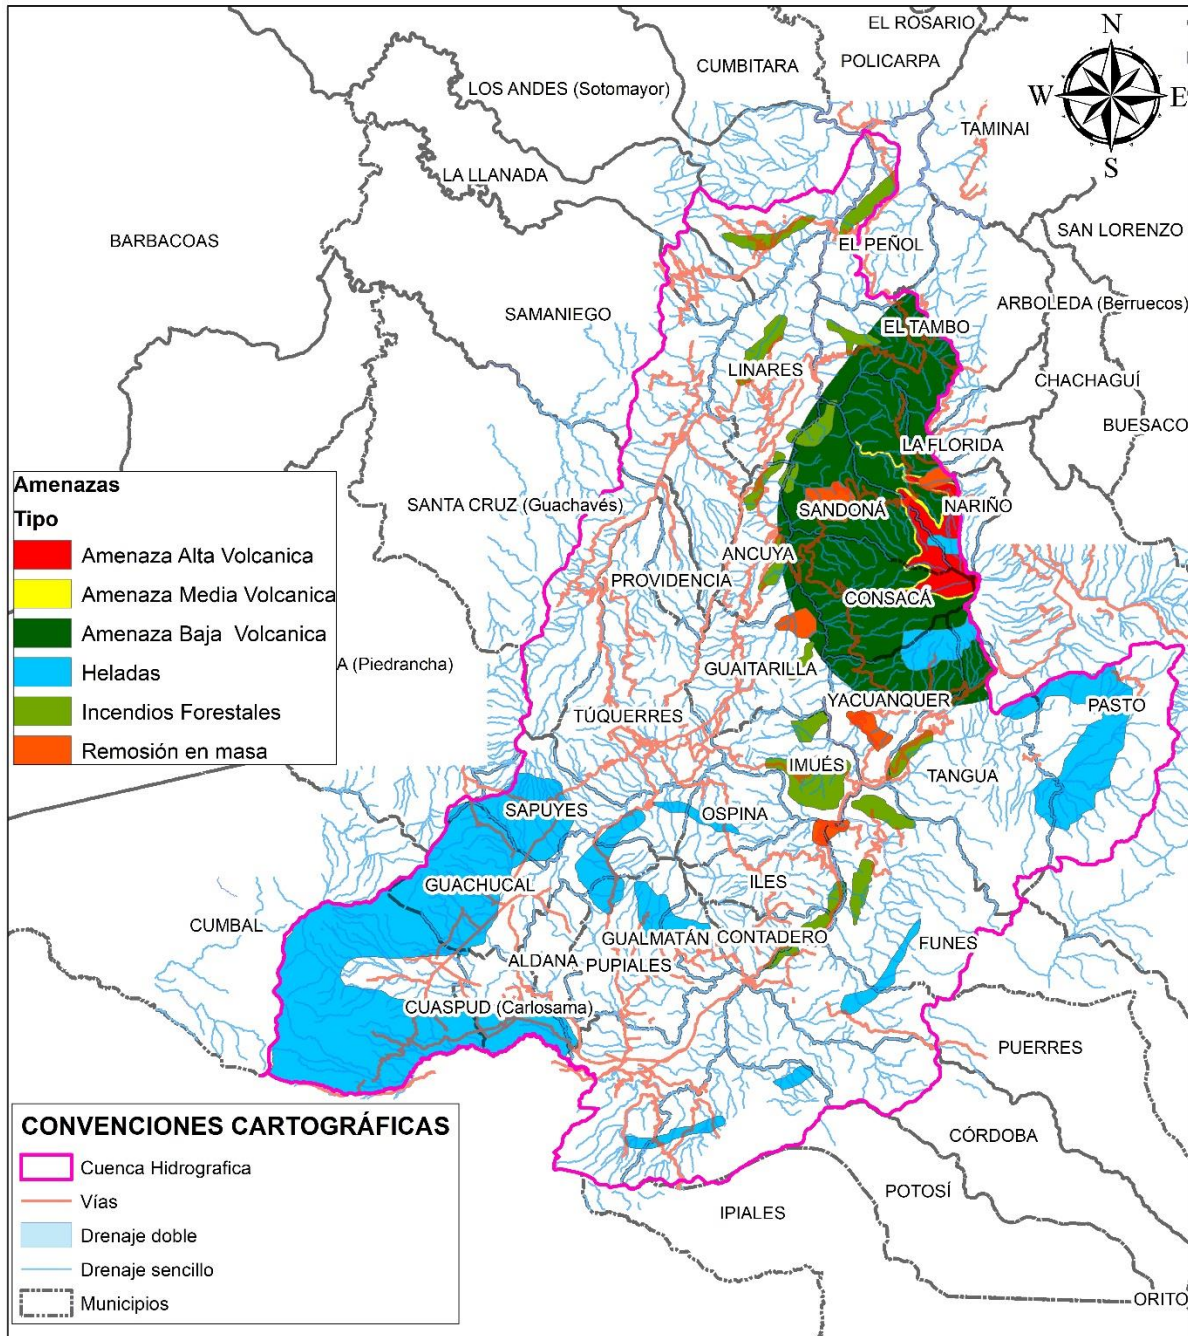 EL ROSARIO
CUMBITARA
POLICARPA
N
LOS ANDES (Sotomayor)
W
E
TAMINAI
S
LA LLANADA
BARBACOAS
SAN LORENZO
EL PEÑOL
SAMANIEGO
ARBOLEDA (Berruecos)
EL TAMBO
LINARES
CHACHAGUÍ
BUESACO
LA FLORIDA
Amenazas
Tipo
Amenaza Alta Volcanica
Amenaza Media Volcanica
Amenaza Baja Volcanica
Heladas
Incendios Forestales
Remosión en masa
SANTA CRUZ (Guachavés)
SANDONÁ
NARIÑO
ANCUYA
PROVIDENCIA
CONSACÁ
A (Piedrancha)
GUAITARILLA
YACUANQUER
PASTO
TÚQUERRES
IMUÉS
TANGUA
SAPUYES
OSPINA
GUACHUCAL
ILES
CUMBAL
GUALMATÁN
CONTADERO
FUNES
ALDANA
PUPIALES
CUASPUD (Carlosama)
PUERRES
CÓRDOBA
POTOSÍ
IPIALES
ORITO
CONVENCIONES CARTOGRÁFICAS
Cuenca Hidrografica
Vías
Drenaje doble
Drenaje sencillo
Municipios